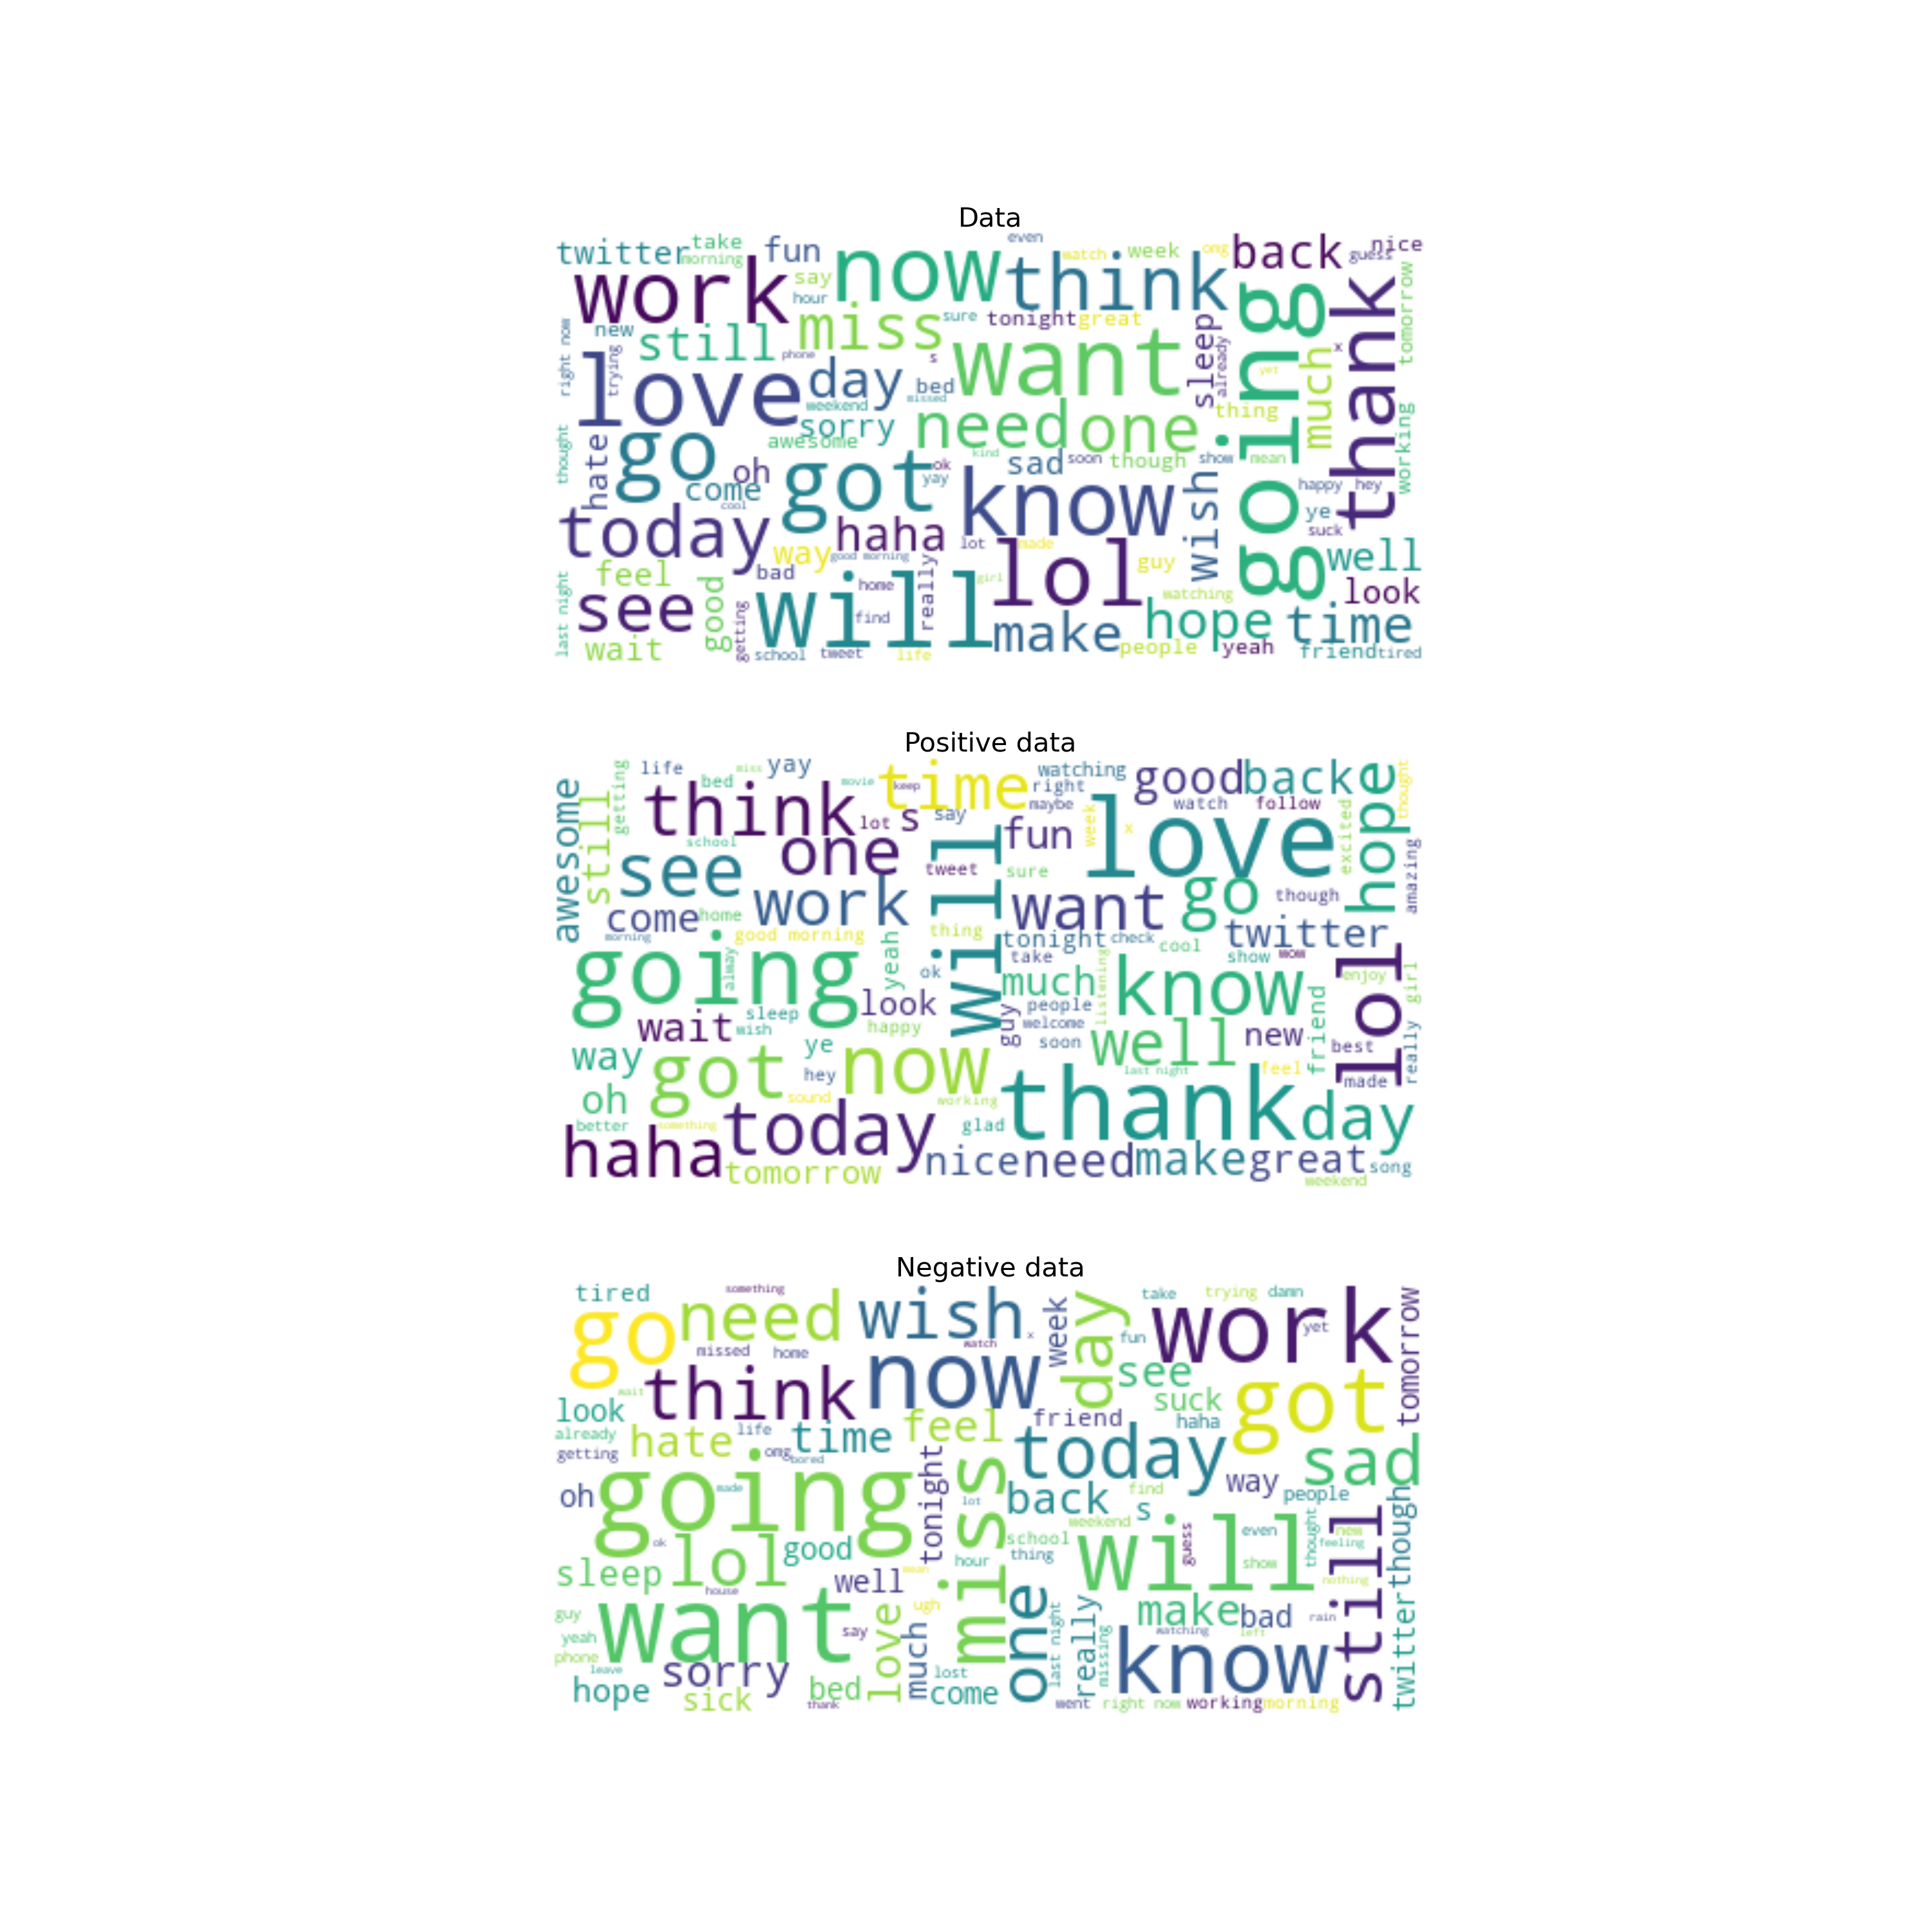 Data
twitter take fun even
morning now watch week omg back nice
work say think guess
hour going thank tomorrow
new still miss sure tonight great
right now trying phone s want sleep already much x
love day bed yet
weekend missed thing
sorry need one working
thought hate go awesome kind
oh got ok sad soon though show mean
come yay know wish happy hey
cool ye
today haha suck
way good morning lot made guy well
last night feel bad home really girl lol look
see good will find watching hope time
wait getting school tweet life make people yeah friend tired
Positive data
awesome still getting life bed miss yay movie time keep watching right good back hope thought
think lot s say maybe watch follow
school one will fun week x love excited amazing
see tweet sure
come home work want go though
morning good morning thing tonight check cool twitter
going alway yeah ok take show wow lol
much listening know enjoy girl
look people
wait sleep wish happy guy welcome well new friend best really
way ye soon
got hey now last night feel made
oh sound working thank day
better something today glad
haha tomorrow nice need make great song
weekend
Negative data
tired something wish week day take trying damn work tomorrow
go need x fun yet
missed home watch
think now see
wait suck got
look friend haha
already hate life time feel today sad
getting omg bored
oh going made tonight miss lot back s find way people
weekend will guess even thought new though
ok school feeling
sleep lol good hour thing show still
house well mean nothing
guy want love ugh one last night really make bad rain twitter
yeah say much missing watching left
phone leave sorry know
hope sick bed lost
come
thank went right now working morning